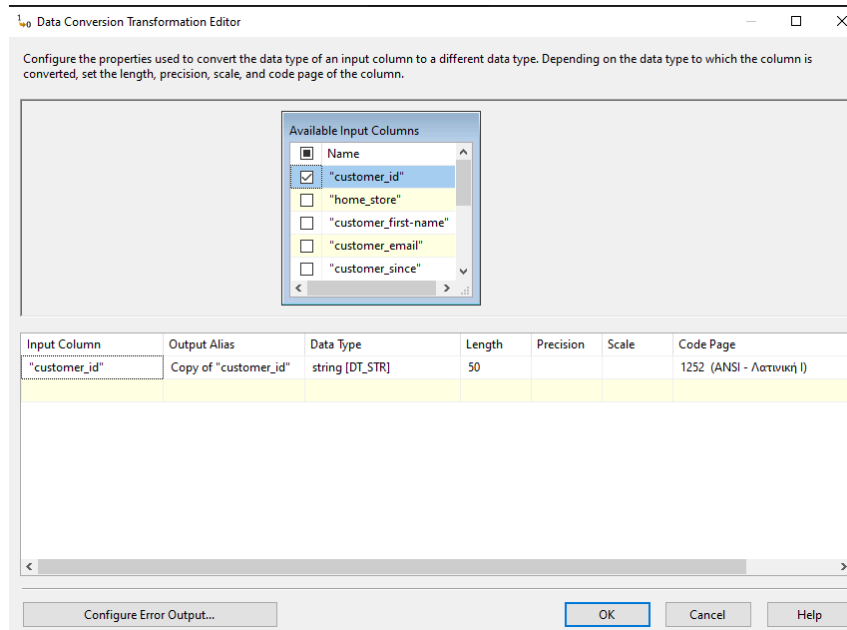 Data Conversion Transformation Editor
Configure the properties used to convert the data type of an input column to a different data type. Depending on the data type to which the column is
converted, set the length, precision, scale, and code page of the column.
Available Input Columns
Name
"customer_id"
"home_store"
"customer_first-name"
"customer_email"
"customer_since"
Input Column Output Alias Data Type Length Precision Scale Code Page
"customer_id" Copy of "customer_id" string [DT_STR] 50 1252 (ANSI - Λατινική I)
Configure Error Output... OK Cancel Help